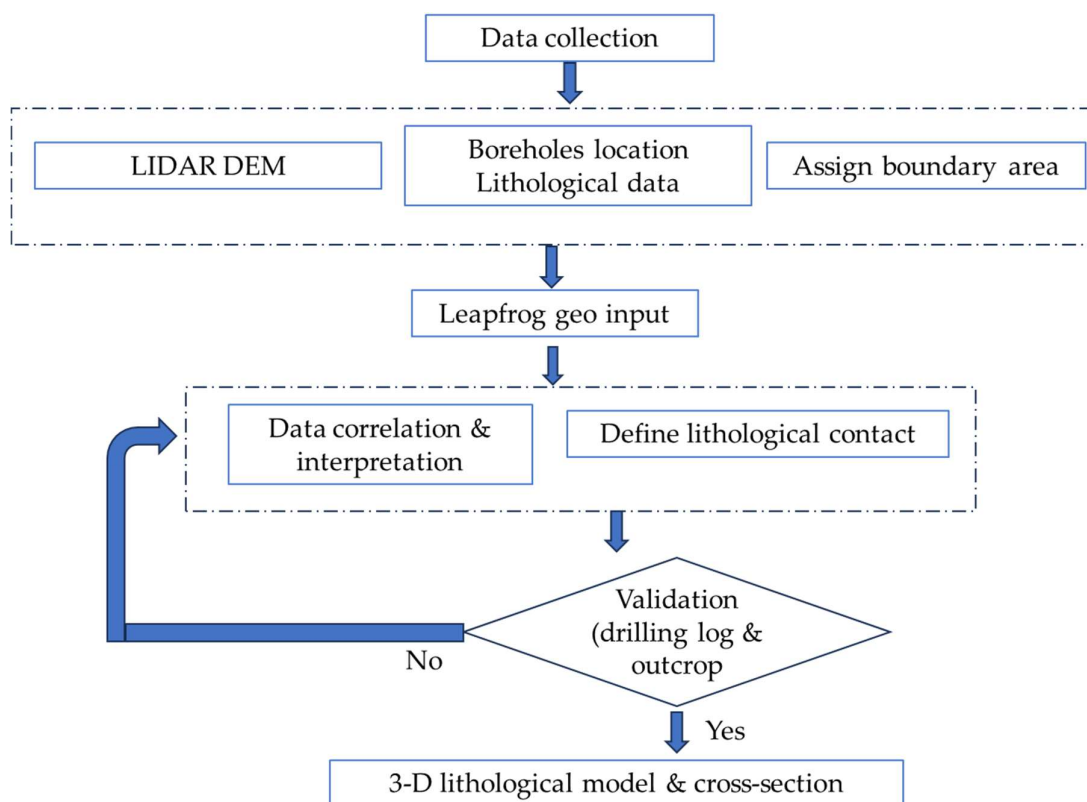 Data collection
LIDAR DEM
Boreholes location
Lithological data
Assign boundary area
Leapfrog geo input
Data correlation &
interpretation
Define lithological contact
Validation
(drilling log &
outcrop
No
Yes
3-D lithological model & cross-section